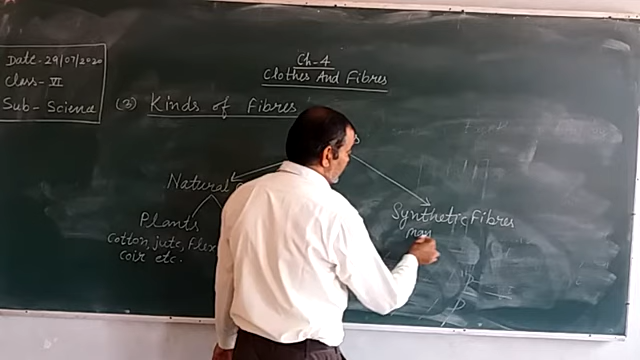 Date- 29/07/2020
Class- VI
Sub- Science
Ch-4
Clothes And Fibres
(2) Kinds of Fibres
Natural
Synthetic Fibres
Plants
man
Cotton, jute, flex
coir etc.